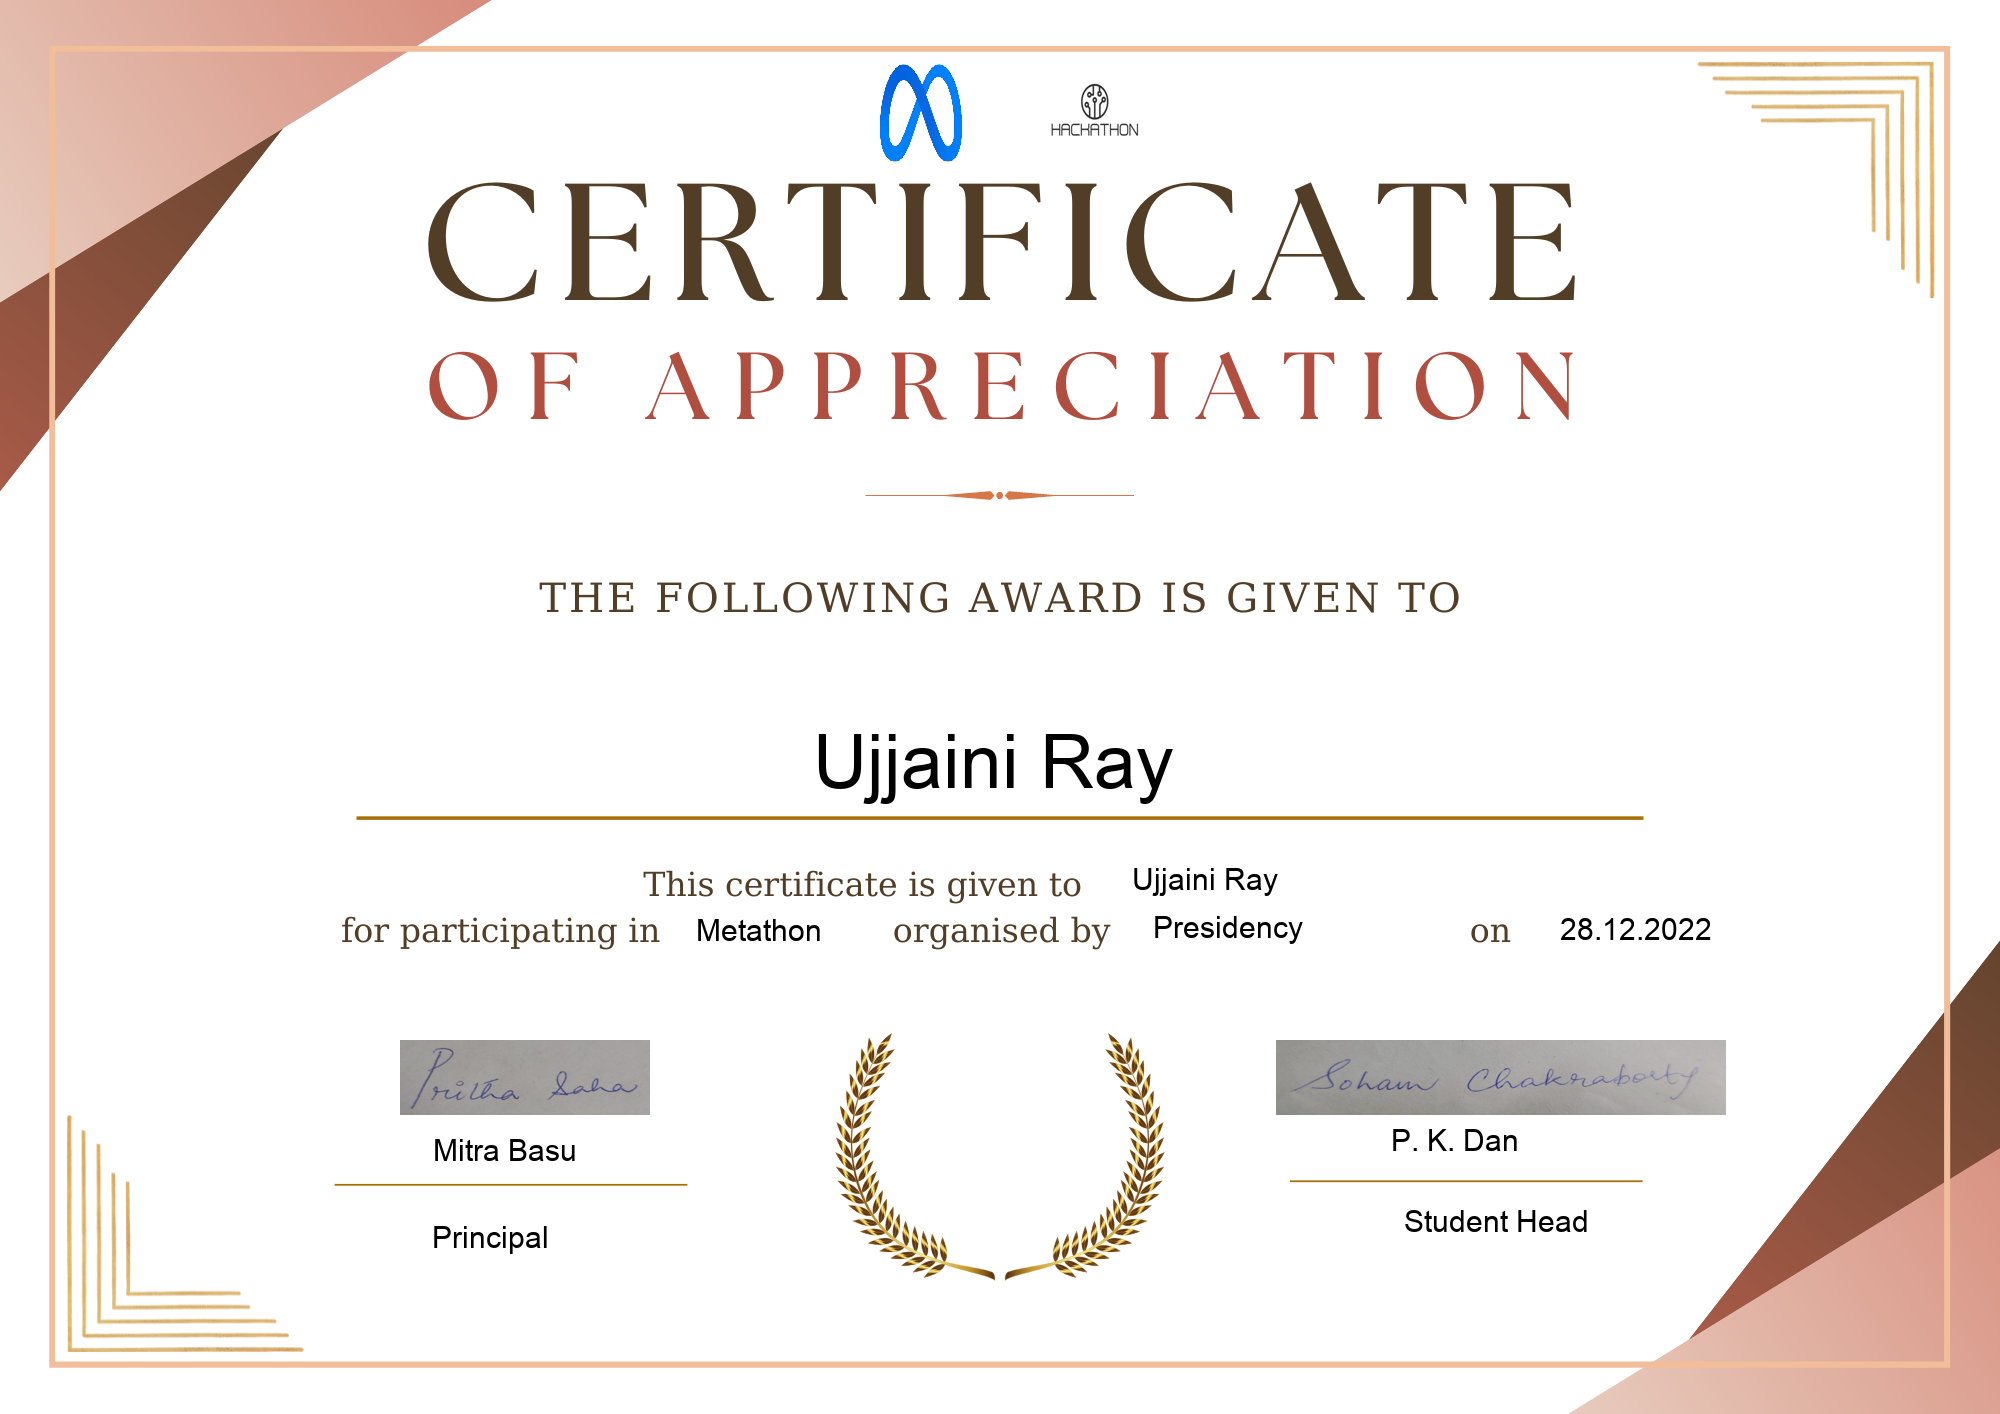 HACKATHON
CERTIFICATE
OF APPRECIATION
THE FOLLOWING AWARD IS GIVEN TO
Ujjaini Ray
This certificate is given to Ujjaini Ray
for participating in Metathon organised by Presidency on 28.12.2022
Pritha Saha
Soham Chakraborty
Mitra Basu
P. K. Dan
Principal
Student Head